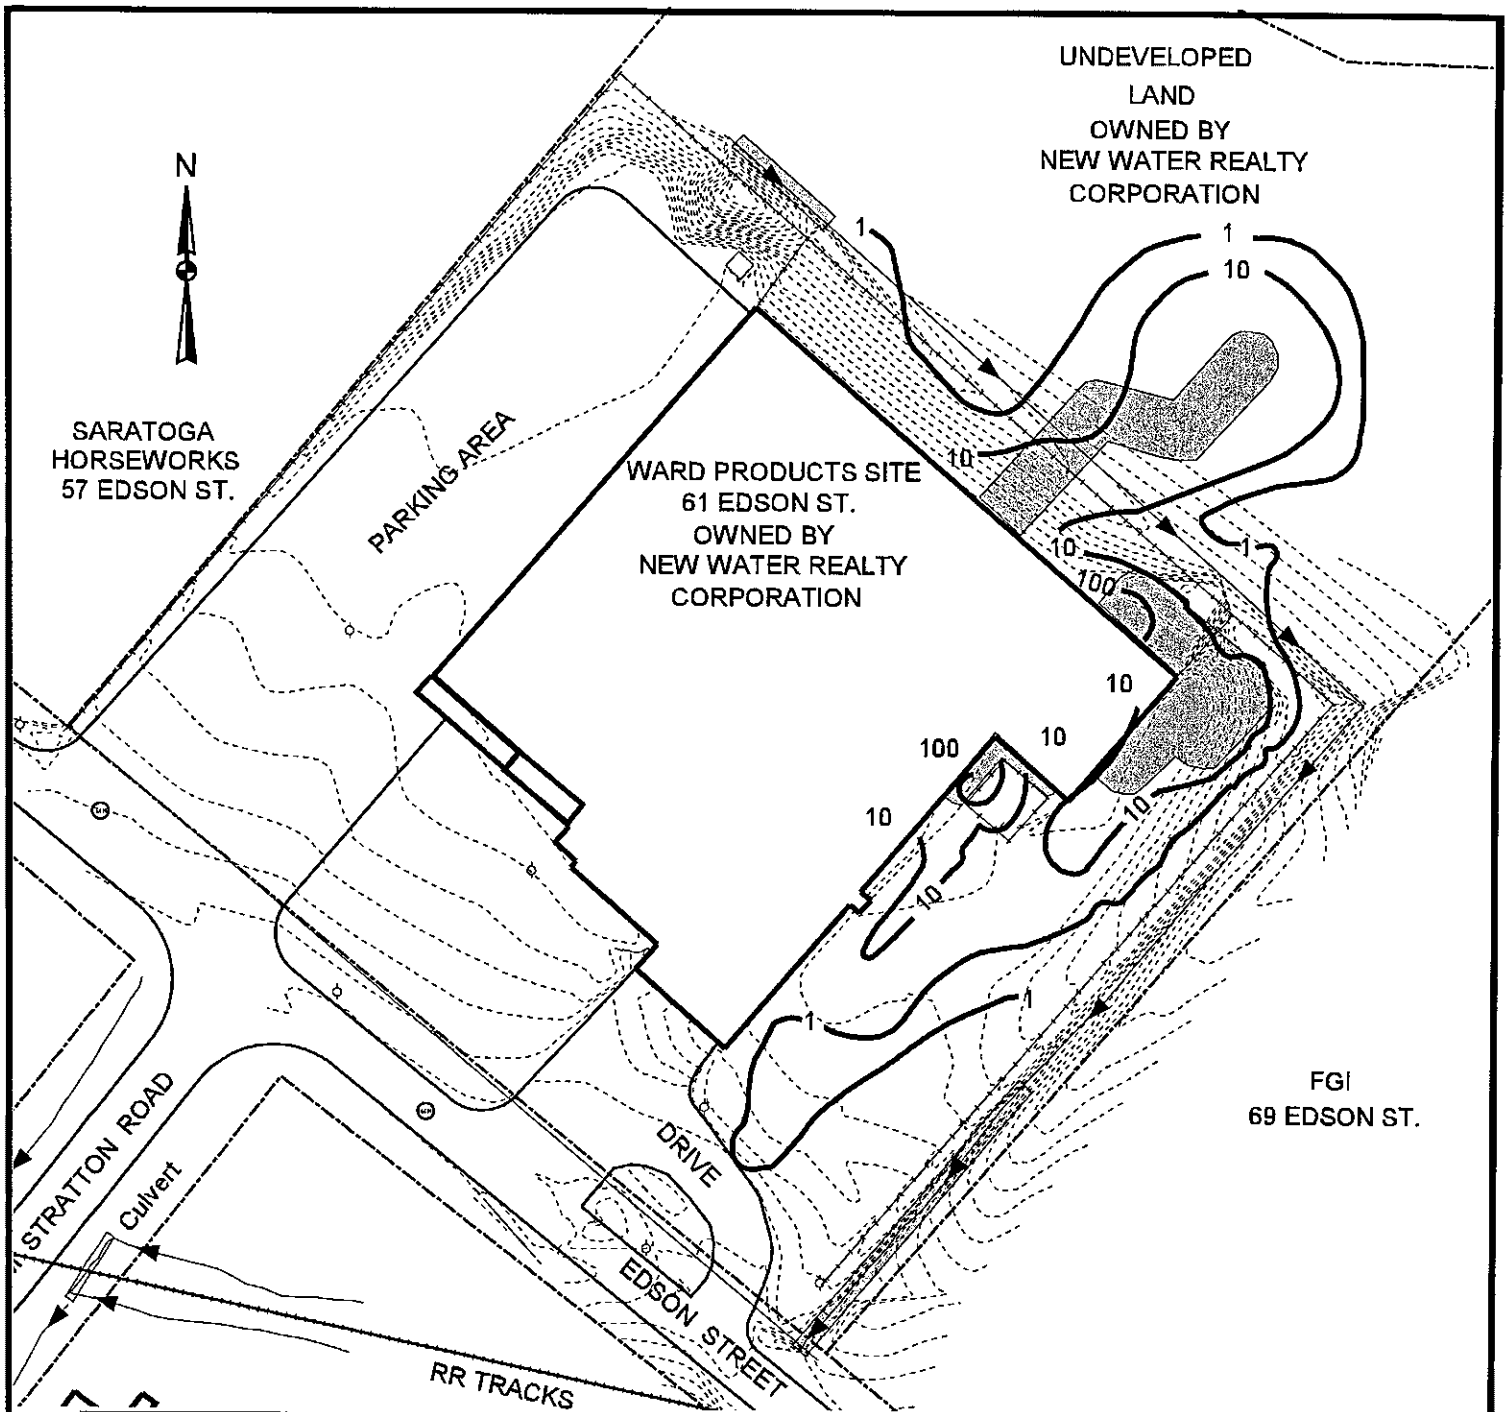 UNDEVELOPED
LAND
OWNED BY
NEW WATER REALTY
CORPORATION
N
1
1
10
SARATOGA
HORSEWORKS
57 EDSON ST.
PARKING AREA
WARD PRODUCTS SITE
61 EDSON ST.
OWNED BY
NEW WATER REALTY
CORPORATION
10
10
1
100
10
10
100
10
10
10
1
1
FGI
69 EDSON ST.
DRIVE
STRATTON ROAD
Culvert
EDSON STREET
RR TRACKS